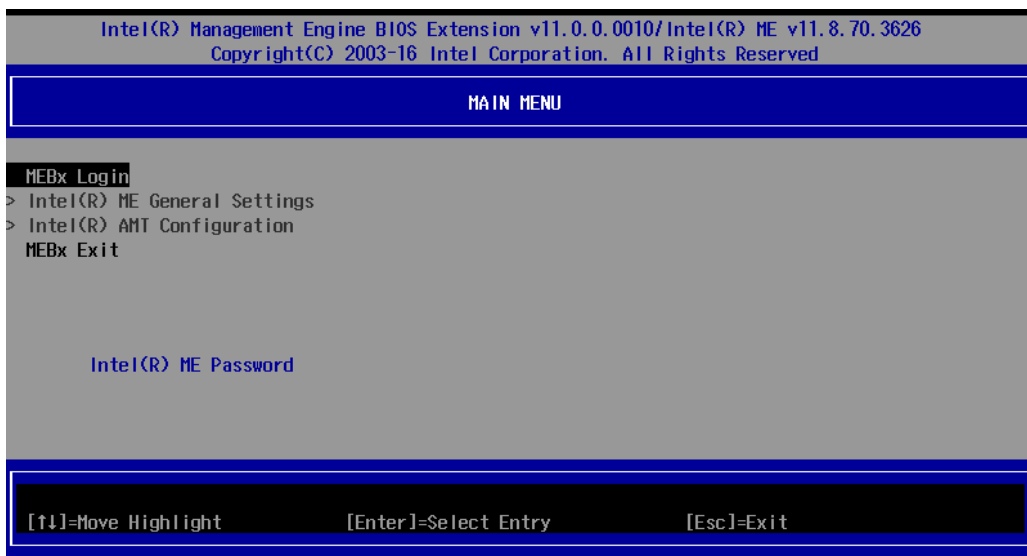 Intel(R) Management Engine BIOS Extension v11.0.0.0010/Intel(R) ME v11.8.70.3626
Copyright(C) 2003-16 Intel Corporation. All Rights Reserved
MAIN MENU
MEBx Login
> Intel(R) ME General Settings
> Intel(R) AMT Configuration
MEBx Exit
Intel(R) ME Password
[↑↓]=Move Highlight [Enter]=Select Entry [Esc]=Exit